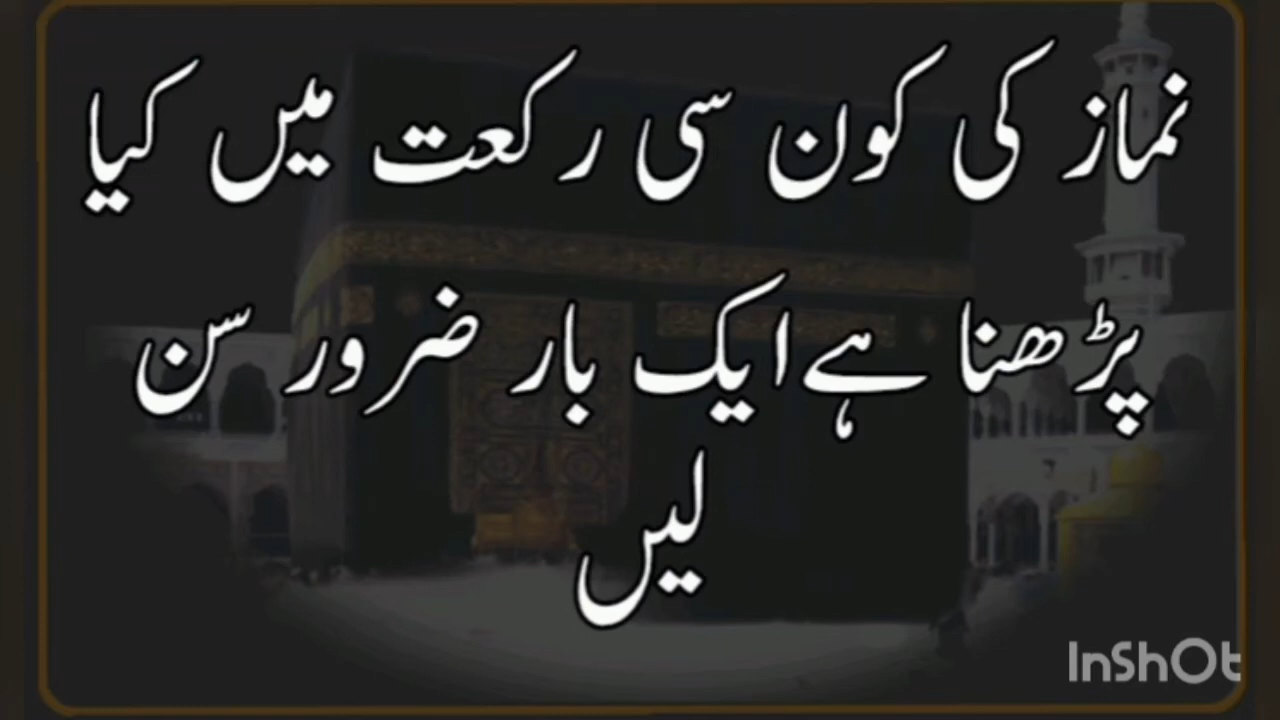 نماز کی کون سی رکعت میں کیا
پڑھنا ہے ایک بار ضرور سن
لیں
InShOt